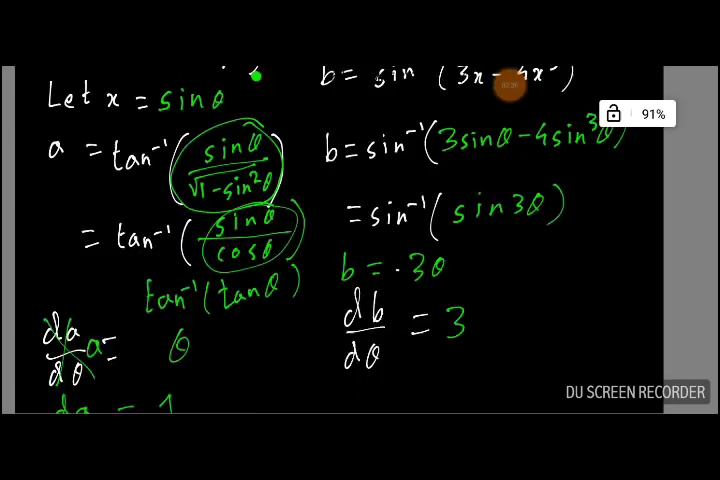 b = sin (3x - 4x³)
Let x = sinθ
91%
a = tan⁻¹(sinθ/√1-sin²θ)
b = sin⁻¹(3sinθ - 4sin³θ)
= tan⁻¹(sinθ/cosθ)
= sin⁻¹(sin3θ)
tan⁻¹(tanθ)
b = 3θ
da/dθ a = θ
db/dθ = 3
da = 1
DU SCREEN RECORDER